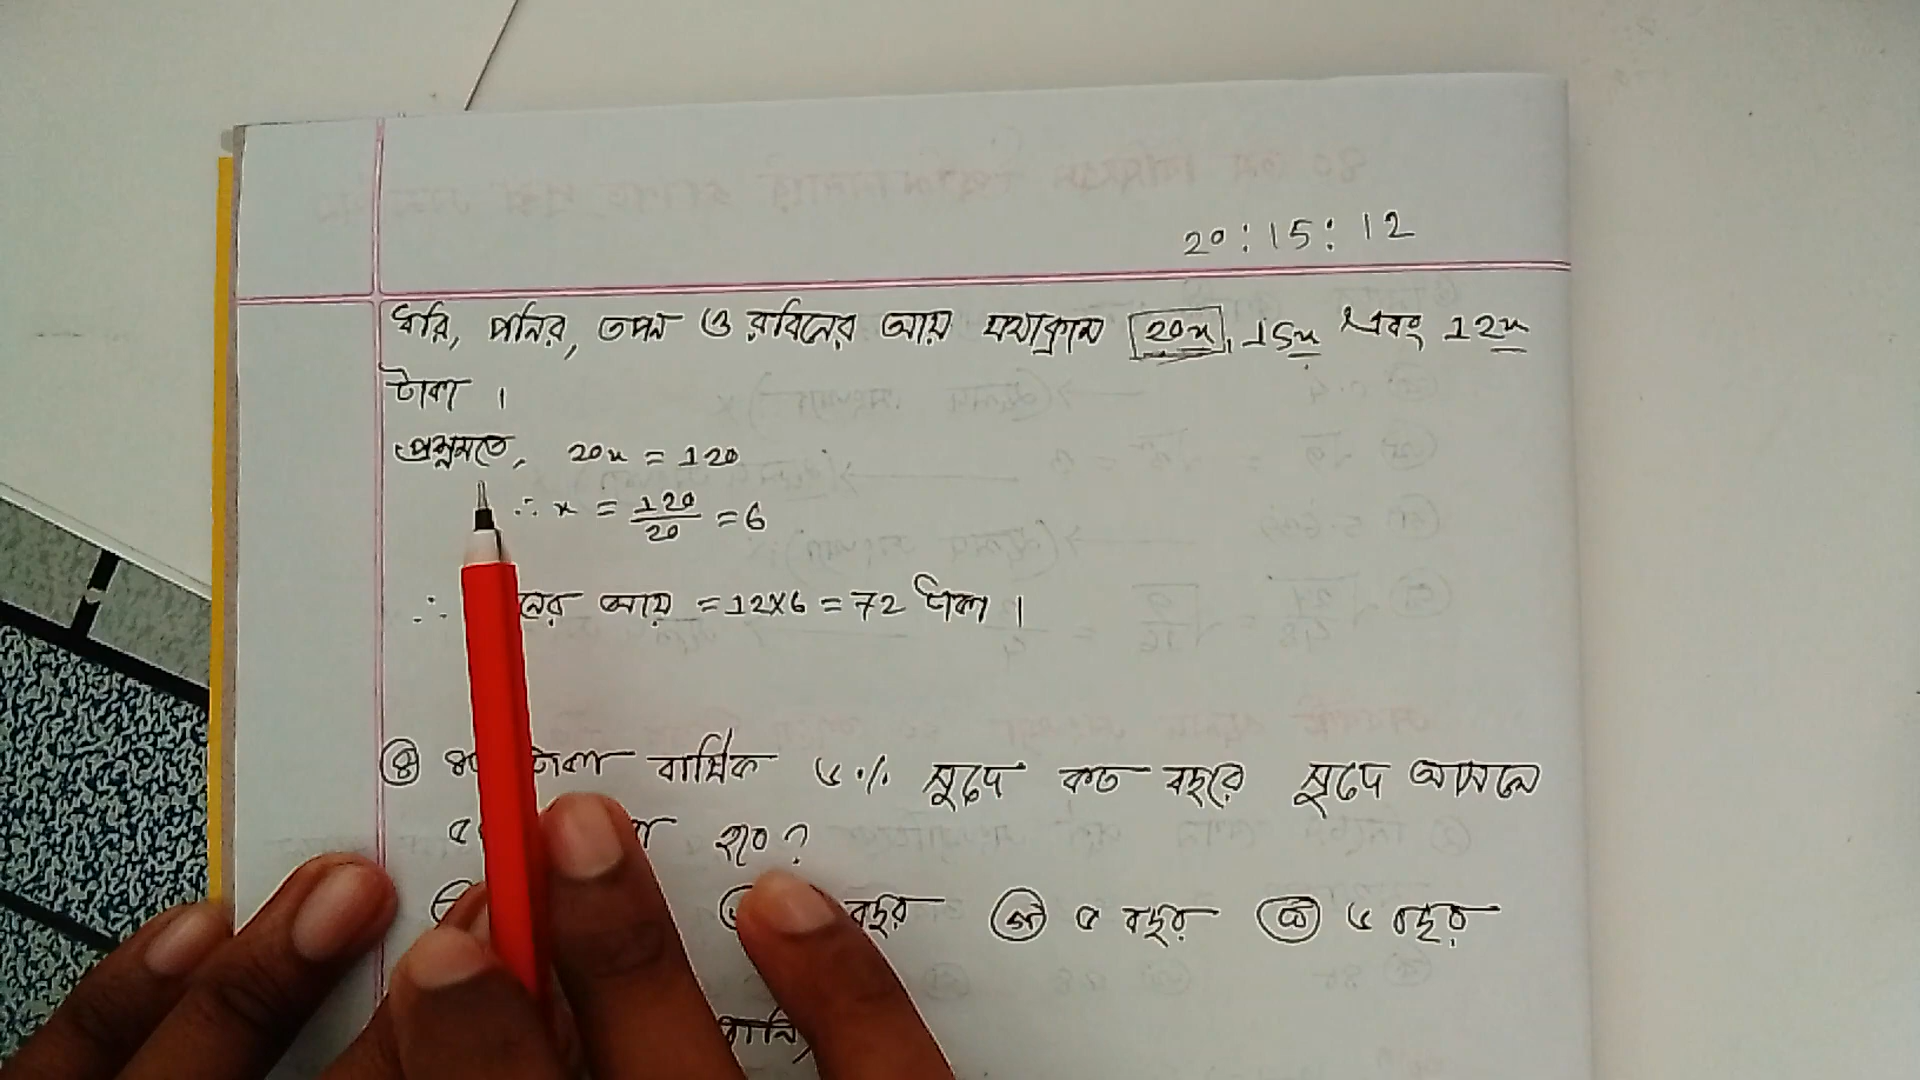 20 : 15 : 12
ধরি, পনির, তপন ও রবিনের আয় যথাক্রমে 20x, 15x এবং 12x
টাকা ।
প্রশ্নমতে, 20x = 120
∴ x = 120/20 = 6
∴ নের আয় = 12×6 = 72 টাকা ।
টাকা বার্ষিক ৬% সুদে কত বছরে সুদে আসলে
হবে?
বছর গ ৫ বছর ঘ ৬ বছর